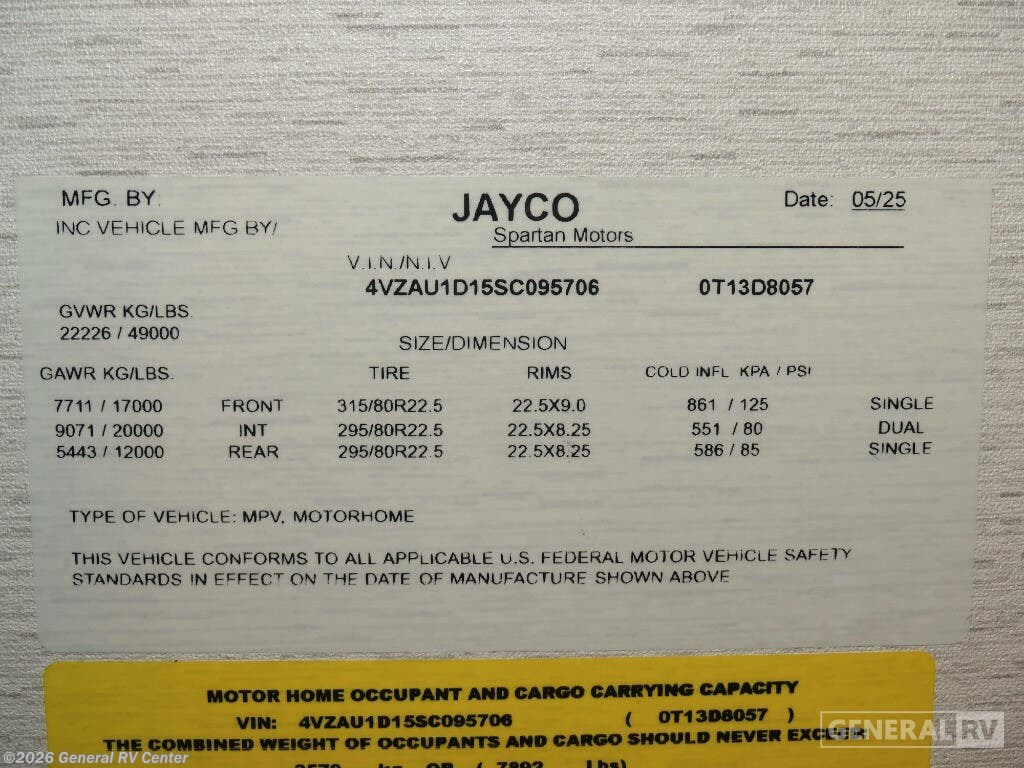 MFG. BY: JAYCO Date: 05/25
INC VEHICLE MFG BY/ Spartan Motors
V.I.N./N.I.V
4VZAU1D15SC095706 0T13D8057
GVWR KG/LBS.
22226 / 49000
SIZE/DIMENSION
GAWR KG/LBS. TIRE RIMS COLD INFL KPA / PSI
7711 / 17000 FRONT 315/80R22.5 22.5X9.0 861 / 125 SINGLE
9071 / 20000 INT 295/80R22.5 22.5X8.25 551 / 80 DUAL
5443 / 12000 REAR 295/80R22.5 22.5X8.25 586 / 85 SINGLE
TYPE OF VEHICLE: MPV, MOTORHOME
THIS VEHICLE CONFORMS TO ALL APPLICABLE U.S. FEDERAL MOTOR VEHICLE SAFETY
STANDARDS IN EFFECT ON THE DATE OF MANUFACTURE SHOWN ABOVE
MOTOR HOME OCCUPANT AND CARGO CARRYING CAPACITY
VIN: 4VZAU1D15SC095706 ( 0T13D8057 )
THE COMBINED WEIGHT OF OCCUPANTS AND CARGO SHOULD NEVER EXCEED
kg OR ( 7892 Lbs)
GENERAL RV
©2026 General RV Center